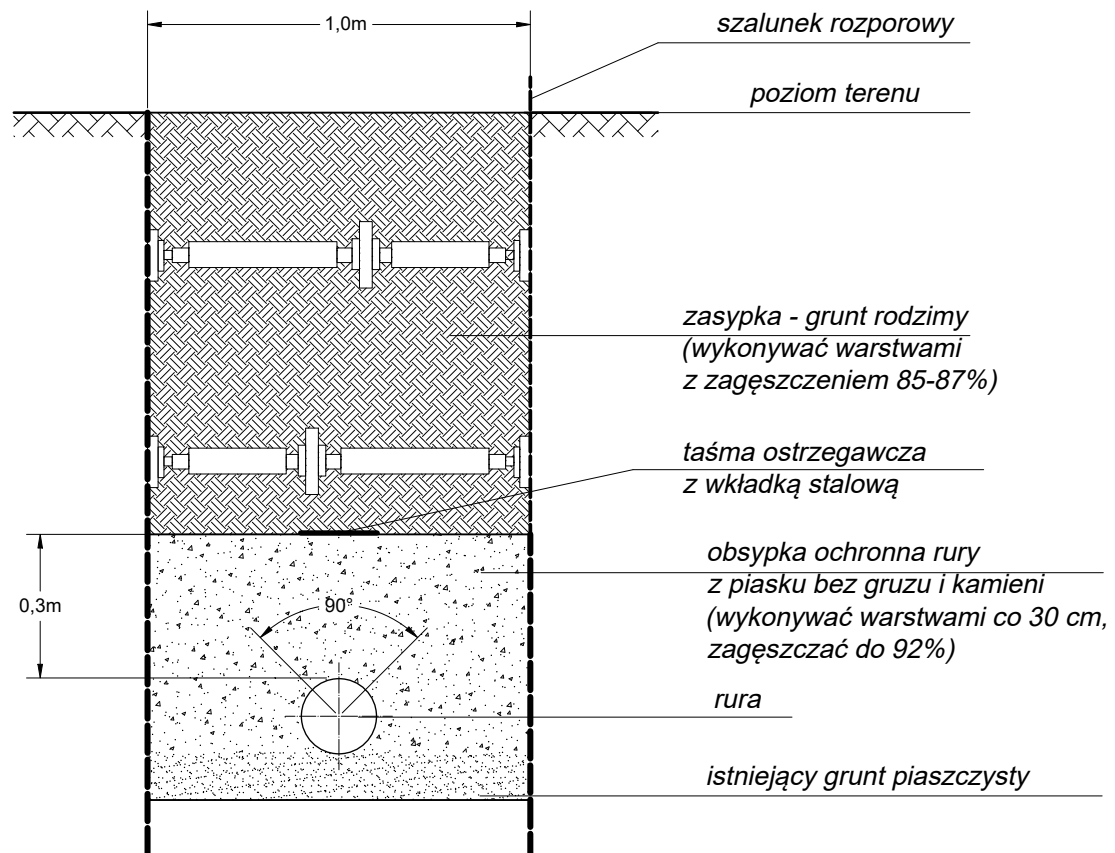 1,0m
szalunek rozporowy
poziom terenu
zasypka - grunt rodzimy
(wykonywać warstwami
z zagęszczeniem 85-87%)
taśma ostrzegawcza
z wkładką stalową
obsypka ochronna rury
z piasku bez gruzu i kamieni
(wykonywać warstwami co 30 cm,
zagęszczać do 92%)
0,3m
90°
rura
istniejący grunt piaszczysty